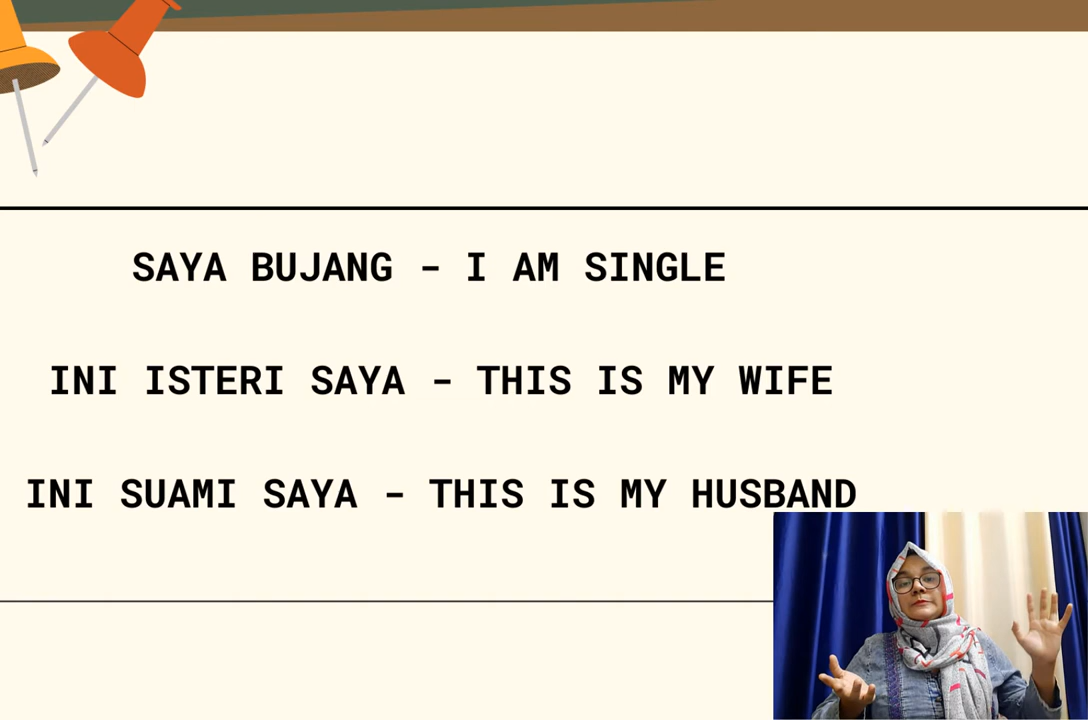 SAYA BUJANG - I AM SINGLE
INI ISTERI SAYA - THIS IS MY WIFE
INI SUAMI SAYA - THIS IS MY HUSBAND